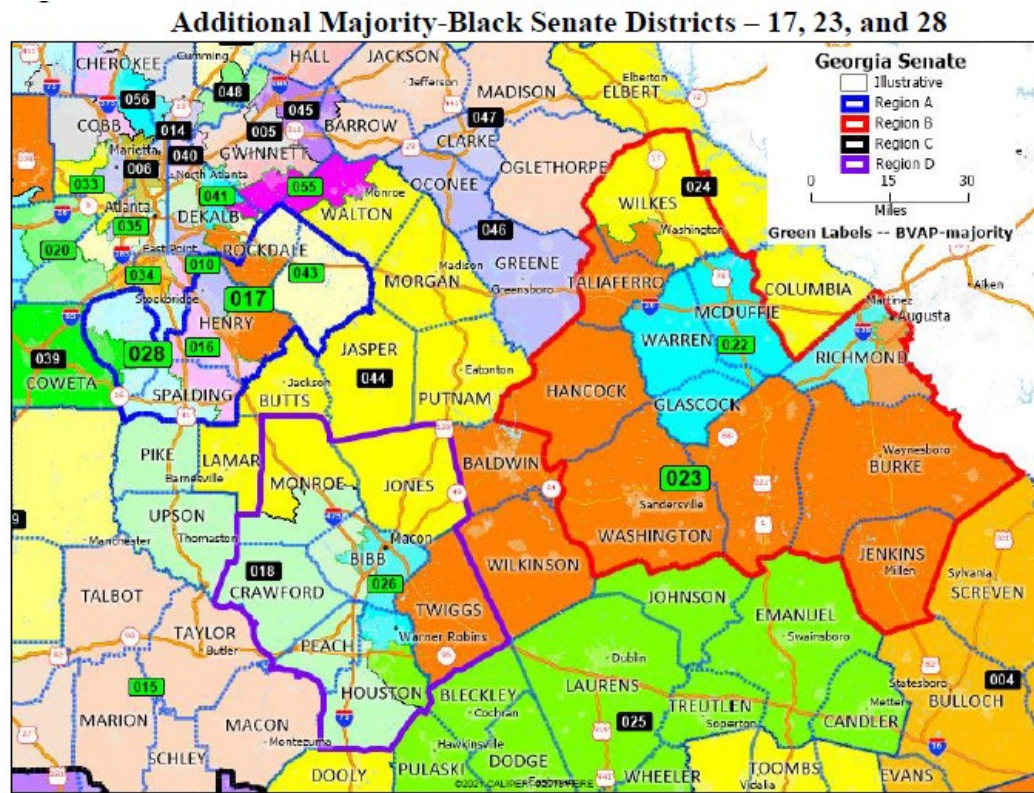 Additional Majority-Black Senate Districts – 17, 23, and 28
Georgia Senate
Illustrative
Region A
Region B
Region C
Region D
0 15 30
Miles
Green Labels -- BVAP-majority
CHEROKEE
Cumming
HALL
JACKSON
Jefferson
MADISON
Elberton
ELBERT
048
056
045
047
COBB
014
005
BARROW
CLARKE
Marietta
040
GWINNETT
OGLETHORPE
006
North Atlanta
OCONEE
033
041
055
Monroe
024
WILKES
Atlanta
DEKALB
WALTON
035
Washington
020
East Point
ROCKDALE
046
034
010
043
Madison
GREENE
COLUMBIA
MORGAN
Greensboro
TALIAFERRO
Aiken
Stockbridge
017
Martinez
MCDUFFIE
Augusta
HENRY
WARREN
022
RICHMOND
039
028
016
JASPER
COWETA
044
Eatonton
HANCOCK
SPALDING
Jackson
BUTTS
PUTNAM
GLASCOCK
PIKE
LAMAR
Barnesville
BALDWIN
Waynesboro
BURKE
MONROE
JONES
023
Sandersville
UPSON
Manchester
Thomaston
Macon
WASHINGTON
BIBB
JENKINS
Millen
018
026
WILKINSON
CRAWFORD
Sylvania
SCREVEN
TALBOT
JOHNSON
EMANUEL
TWIGGS
TAYLOR
Butler
PEACH
Warner Robins
Swainsboro
Dublin
Statesboro
015
HOUSTON
BLECKLEY
LAURENS
004
BULLOCH
MARION
MACON
Cochran
TREUTLEN
Soperton
Metter
CANDLER
025
Montezuma
Hawkinsville
SCHLEY
DODGE
DOOLY
PULASKI
WHEELER
TOOMBS
Vidalia
EVANS